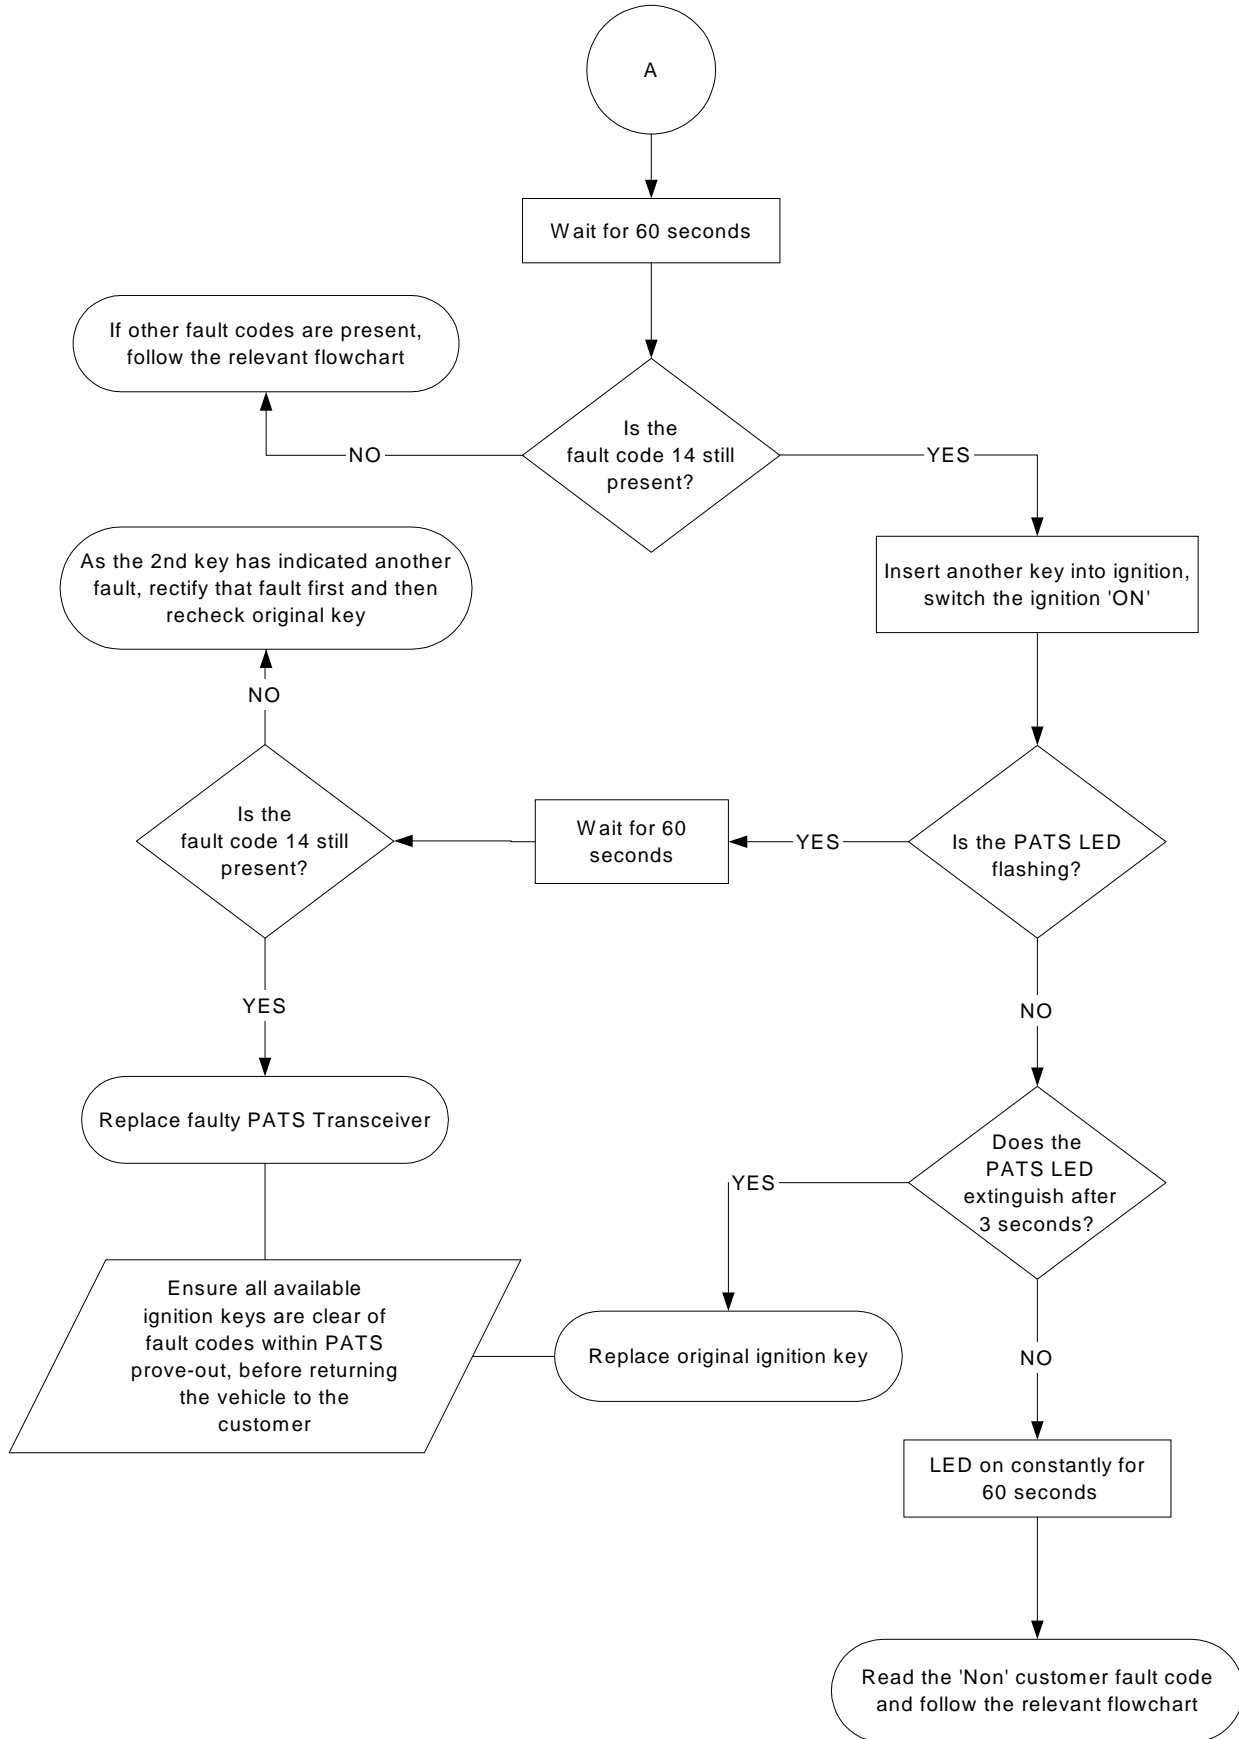 A
Wait for 60 seconds
If other fault codes are present,
follow the relevant flowchart
Is the
fault code 14 still
present?
NO
YES
As the 2nd key has indicated another
fault, rectify that fault first and then
recheck original key
Insert another key into ignition,
switch the ignition 'ON'
NO
Is the
fault code 14 still
present?
Wait for 60
seconds
YES
Is the PATS LED
flashing?
YES
NO
Replace faulty PATS Transceiver
Does the
PATS LED
extinguish after
3 seconds?
YES
Ensure all available
ignition keys are clear of
fault codes within PATS
prove-out, before returning
the vehicle to the
customer
Replace original ignition key
NO
LED on constantly for
60 seconds
Read the 'Non' customer fault code
and follow the relevant flowchart